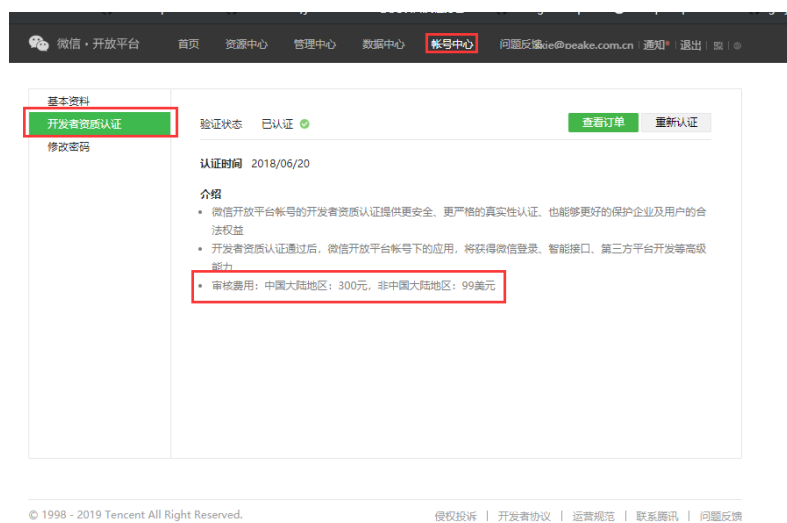 微信·开放平台 首页 资源中心 管理中心 数据中心 帐号中心 问题反馈 @peake.com.cn 通知 退出
基本资料
开发者资质认证
修改密码
验证状态 已认证 查看订单 重新认证
认证时间 2018/06/20
介绍
• 微信开放平台帐号的开发者资质认证提供更安全、更严格的真实性认证、也能够更好的保护企业及用户的合
法权益
• 开发者资质认证通过后，微信开放平台帐号下的应用，将获得微信登录、智能接口、第三方平台开发等高级
能力
• 审核费用：中国大陆地区：300元，非中国大陆地区：99美元
© 1998 - 2019 Tencent All Right Reserved. 侵权投诉 | 开发者协议 | 运营规范 | 联系腾讯 | 问题反馈